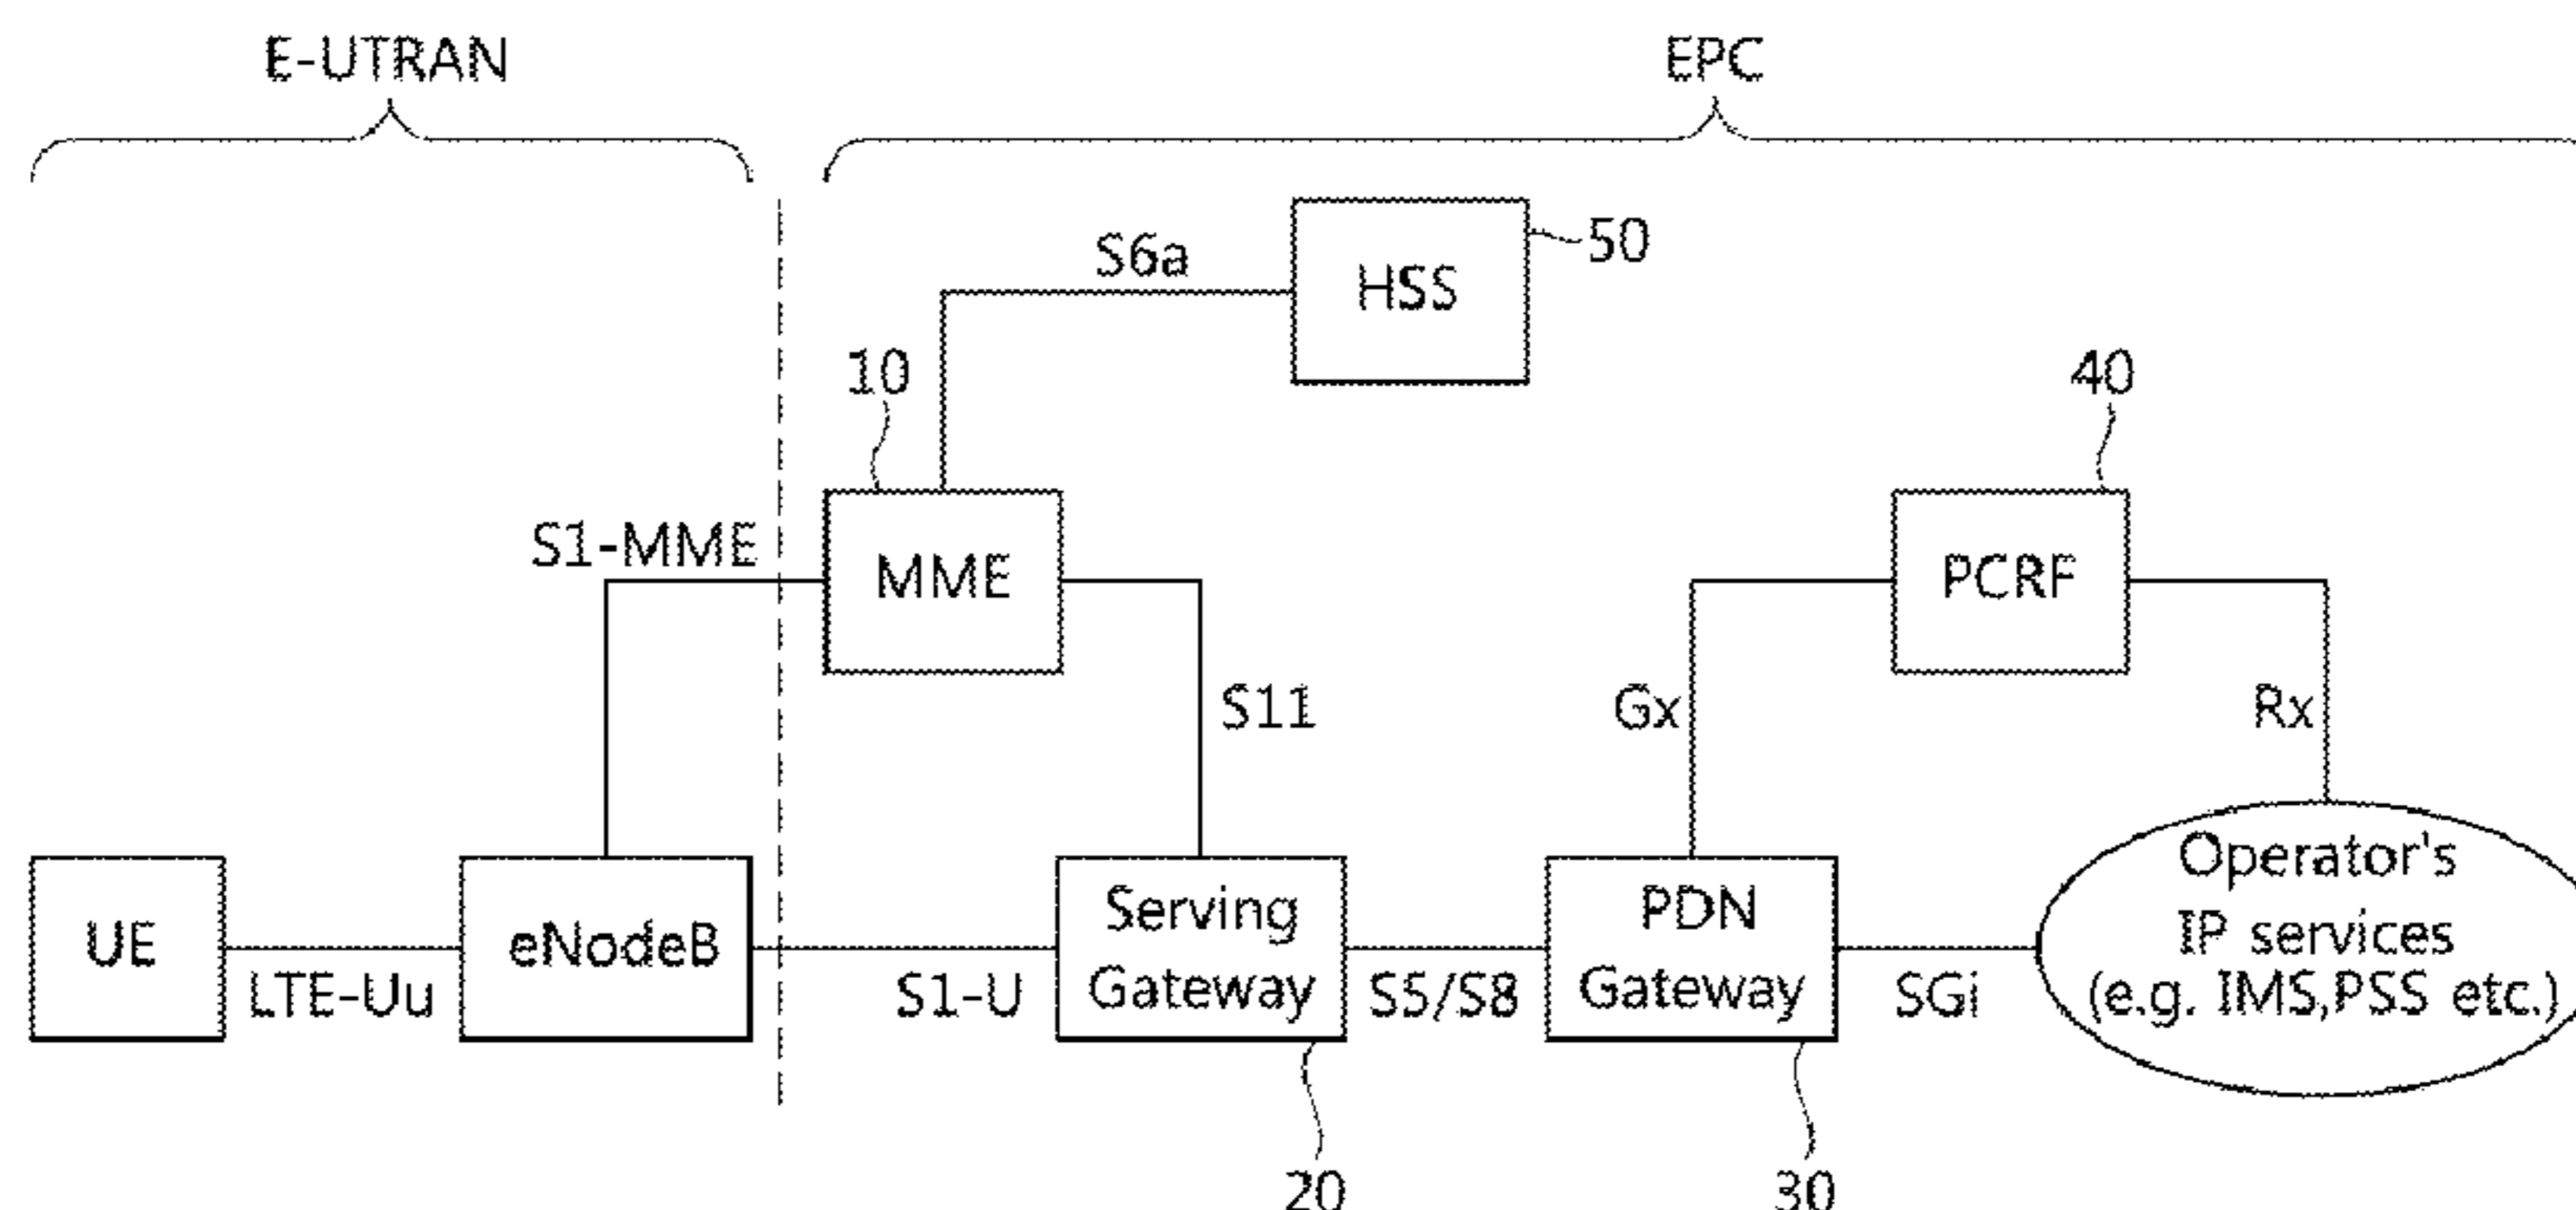 E-UTRAN
EPC
S6a
HSS
50
10
40
S1-MME
MME
PCRF
S11
Gx
Rx
UE
LTE-Uu
eNodeB
S1-U
Serving
Gateway
S5/S8
PDN
Gateway
SGi
Operator's
IP services
(e.g. IMS,PSS etc.)
20
30